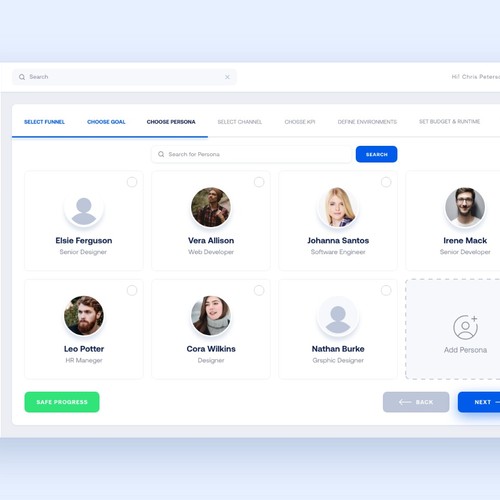 Search
Hi! Chris Peters
SELECT FUNNEL CHOOSE GOAL CHOOSE PERSONA SELECT CHANNEL CHOISE KPI DEFINE ENVIRONMENTS SET BUDGET & RUNTIME
Search for Persona SEARCH
Elsie Ferguson Vera Allison Johanna Santos Irene Mack
Senior Designer Web Developer Software Engineer Senior Developer
Leo Potter Cora Wilkins Nathan Burke Add Persona
HR Maneger Designer Graphic Designer
SAFE PROGRESS BACK NEXT